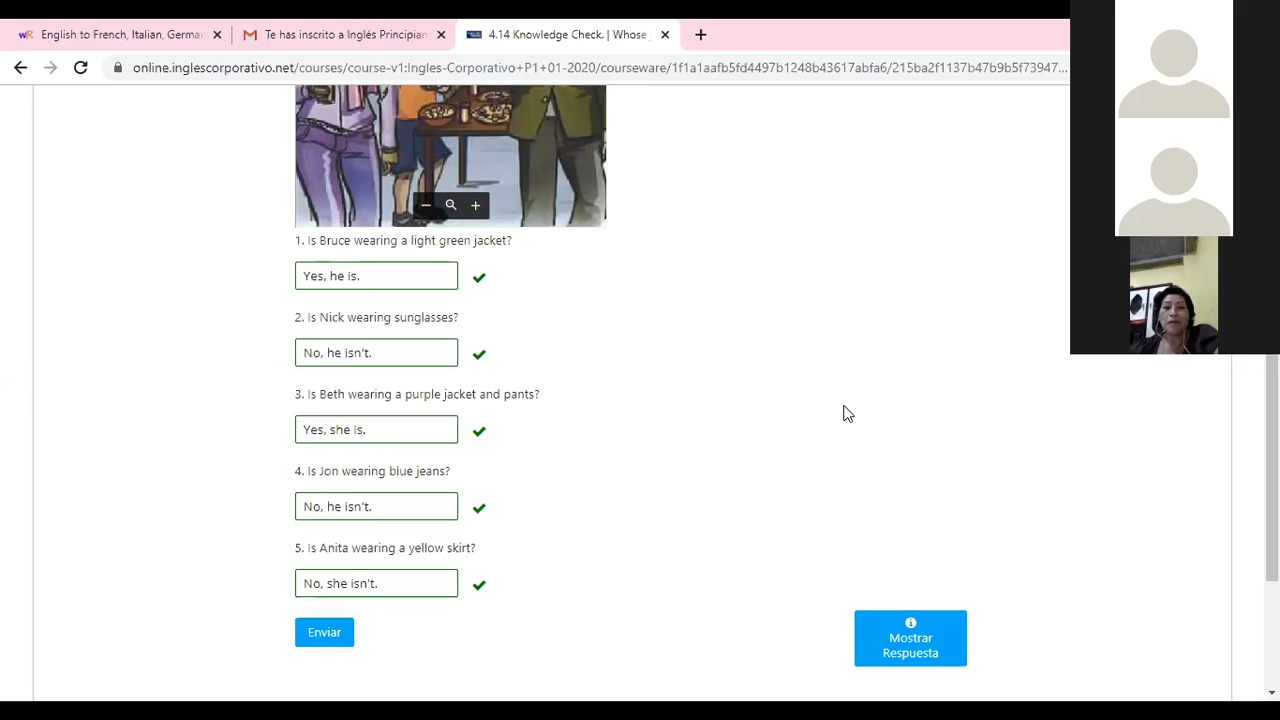 English to French, Italian, Germa
Te has inscrito a Inglés Principian
4.14 Knowledge Check. | Whose
online.inglescorporativo.net/courses/course-v1:Ingles-Corporativo+P1+01-2020/courseware/1f1a1aafb5fd4497b1248b43617abfa6/215ba2f1137b47b9b5f73947...
1. Is Bruce wearing a light green jacket?
Yes, he is.
2. Is Nick wearing sunglasses?
No, he isn't.
3. Is Beth wearing a purple jacket and pants?
Yes, she is.
4. Is Jon wearing blue jeans?
No, he isn't.
5. Is Anita wearing a yellow skirt?
No, she isn't.
Enviar
Mostrar
Respuesta